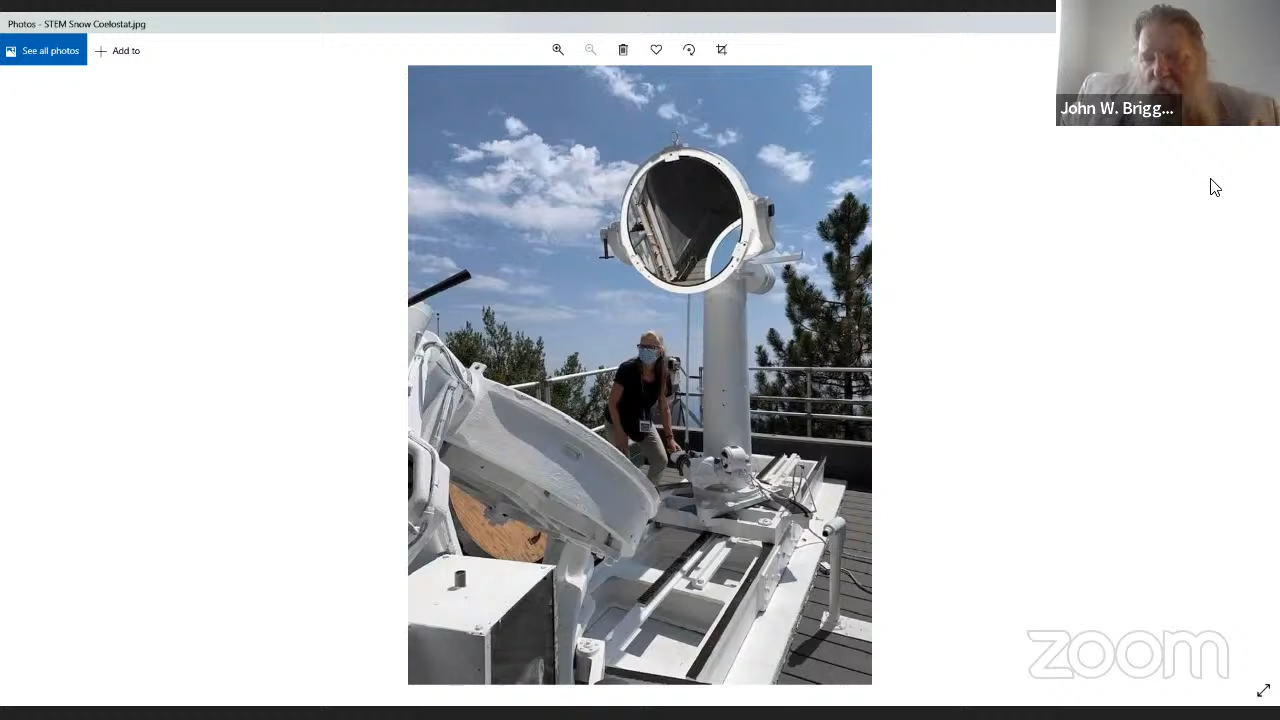 Photos - STEM Snow Coelostat.jpg
See all photos
Add to
John W. Brigg...
zoom